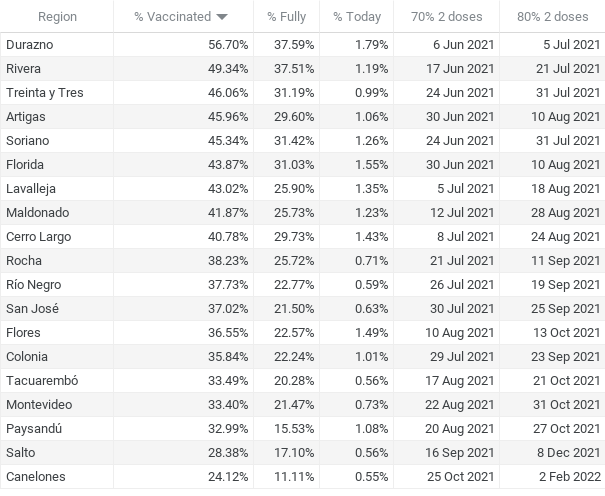 Region % Vaccinated % Fully % Today 70% 2 doses 80% 2 doses
Durazno 56.70% 37.59% 1.79% 6 Jun 2021 5 Jul 2021
Rivera 49.34% 37.51% 1.19% 17 Jun 2021 21 Jul 2021
Treinta y Tres 46.06% 31.19% 0.99% 24 Jun 2021 31 Jul 2021
Artigas 45.96% 29.60% 1.06% 30 Jun 2021 10 Aug 2021
Soriano 45.34% 31.42% 1.26% 24 Jun 2021 31 Jul 2021
Florida 43.87% 31.03% 1.55% 30 Jun 2021 10 Aug 2021
Lavalleja 43.02% 25.90% 1.35% 5 Jul 2021 18 Aug 2021
Maldonado 41.87% 25.73% 1.23% 12 Jul 2021 28 Aug 2021
Cerro Largo 40.78% 29.73% 1.43% 8 Jul 2021 24 Aug 2021
Rocha 38.23% 25.72% 0.71% 21 Jul 2021 11 Sep 2021
Río Negro 37.73% 22.77% 0.59% 26 Jul 2021 19 Sep 2021
San José 37.02% 21.50% 0.63% 30 Jul 2021 25 Sep 2021
Flores 36.55% 22.57% 1.49% 10 Aug 2021 13 Oct 2021
Colonia 35.84% 22.24% 1.01% 29 Jul 2021 23 Sep 2021
Tacuarembó 33.49% 20.28% 0.56% 17 Aug 2021 21 Oct 2021
Montevideo 33.40% 21.47% 0.73% 22 Aug 2021 31 Oct 2021
Paysandú 32.99% 15.53% 1.08% 20 Aug 2021 27 Oct 2021
Salto 28.38% 17.10% 0.56% 16 Sep 2021 8 Dec 2021
Canelones 24.12% 11.11% 0.55% 25 Oct 2021 2 Feb 2022